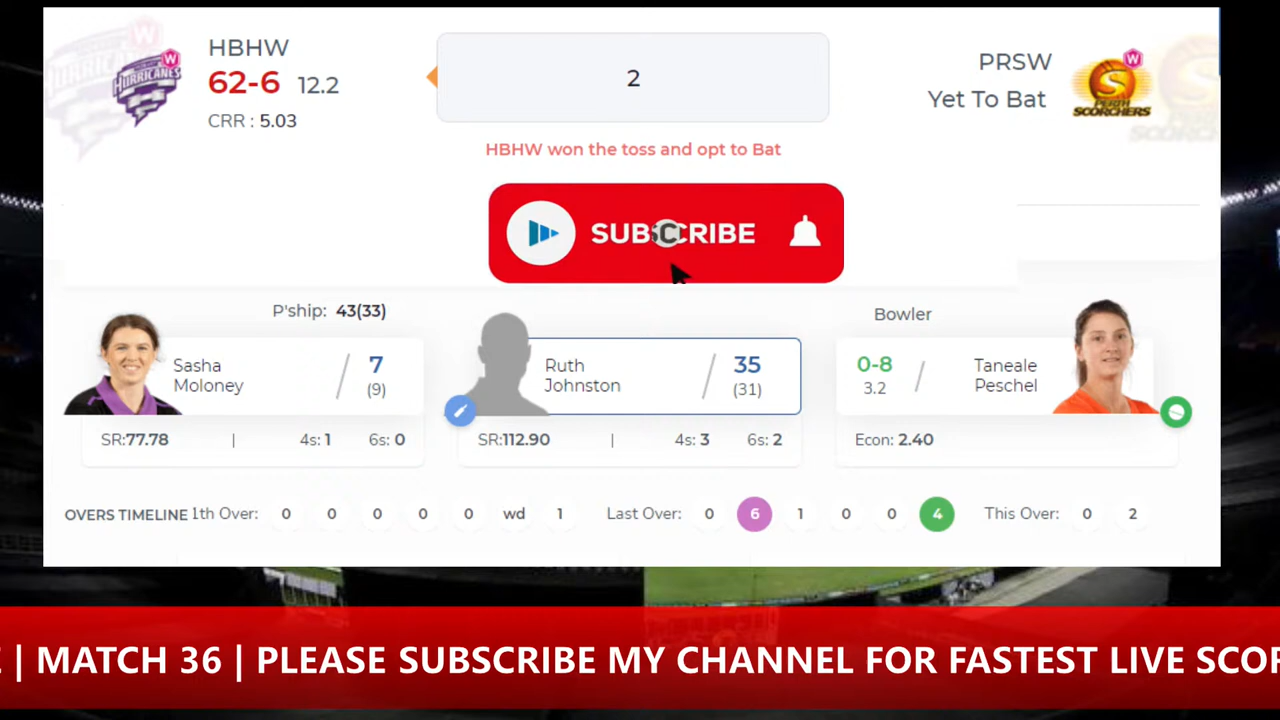 HBHW
62-6 12.2
CRR : 5.03
W
HURRICANES
2
HBHW won the toss and opt to Bat
PRSW
Yet To Bat
W
PERTH
SCORCHERS
SUBSCRIBE
P'ship: 43(33)
Sasha
Moloney
7
(9)
SR:77.78 | 4s: 1 6s: 0
Ruth
Johnston
35
(31)
SR:112.90 | 4s: 3 6s: 2
Bowler
0-8
3.2
Taneale
Peschel
Econ: 2.40
OVERS TIMELINE 1th Over: 0 0 0 0 0 wd 1 Last Over: 0 6 1 0 0 4 This Over: 0 2
| MATCH 36 | PLEASE SUBSCRIBE MY CHANNEL FOR FASTEST LIVE SCOR